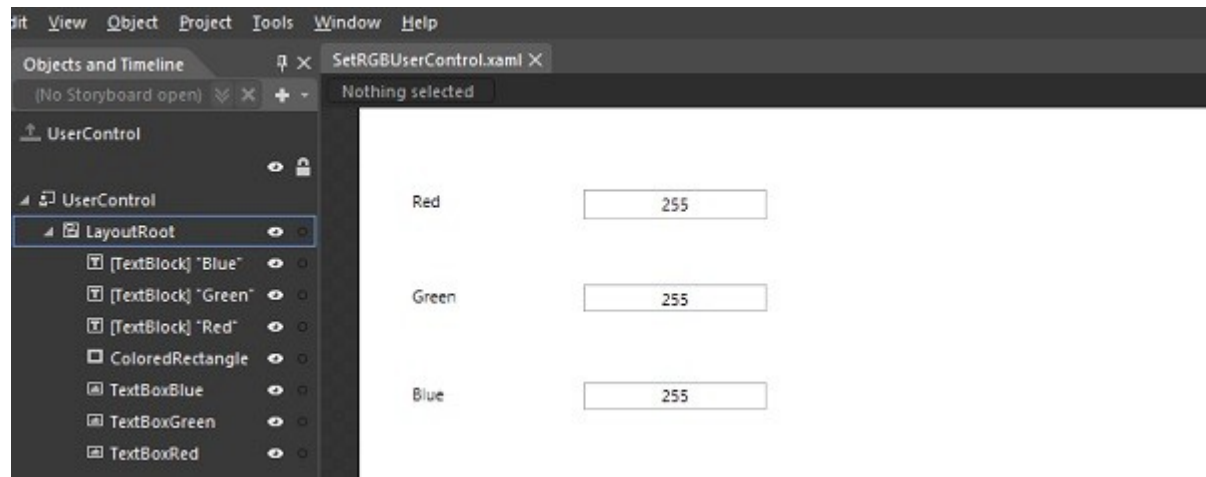 dit View Object Project Tools Window Help
Objects and Timeline
SetRGBUserControl.xaml
(No Storyboard open)
Nothing selected
UserControl
UserControl
LayoutRoot
[TextBlock] "Blue"
[TextBlock] "Green"
[TextBlock] "Red"
ColoredRectangle
TextBoxBlue
TextBoxGreen
TextBoxRed
Red 255
Green 255
Blue 255